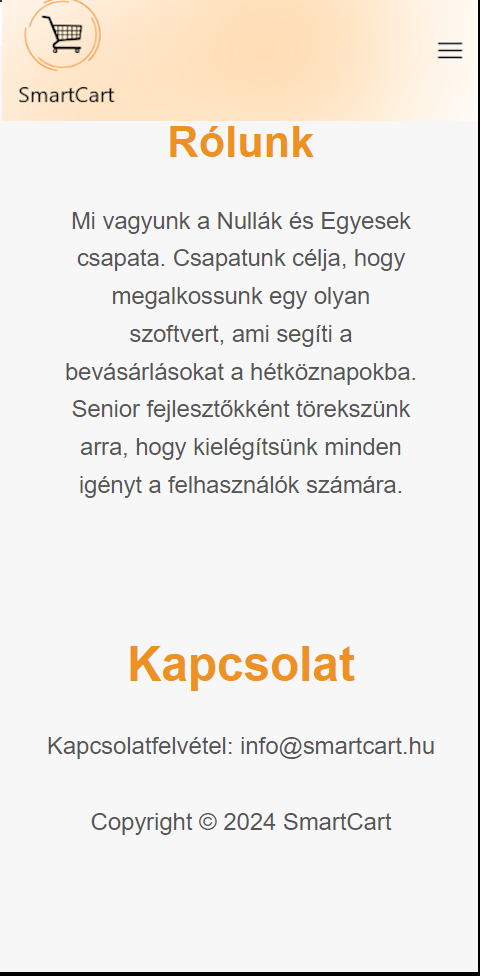 SmartCart
Rólunk
Mi vagyunk a Nullák és Egyesek
csapata. Csapatunk célja, hogy
megalkossunk egy olyan
szoftvert, ami segíti a
bevásárlásokat a hétköznapokba.
Senior fejlesztőkként törekszünk
arra, hogy kielégítsünk minden
igényt a felhasználók számára.
Kapcsolat
Kapcsolatfelvétel: info@smartcart.hu
Copyright © 2024 SmartCart